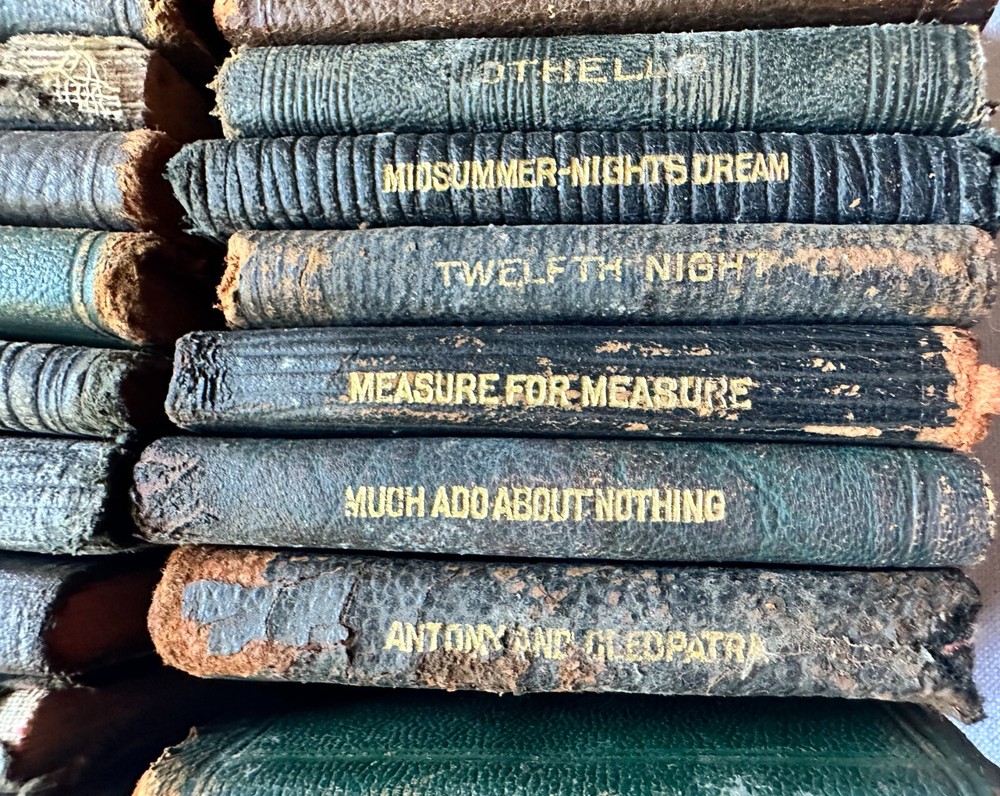 OTHELLO
MIDSUMMER-NIGHTS DREAM
TWELFTH NIGHT
MEASURE FOR MEASURE
MUCH ADO ABOUT NOTHING
ANTONY AND CLEOPATRA